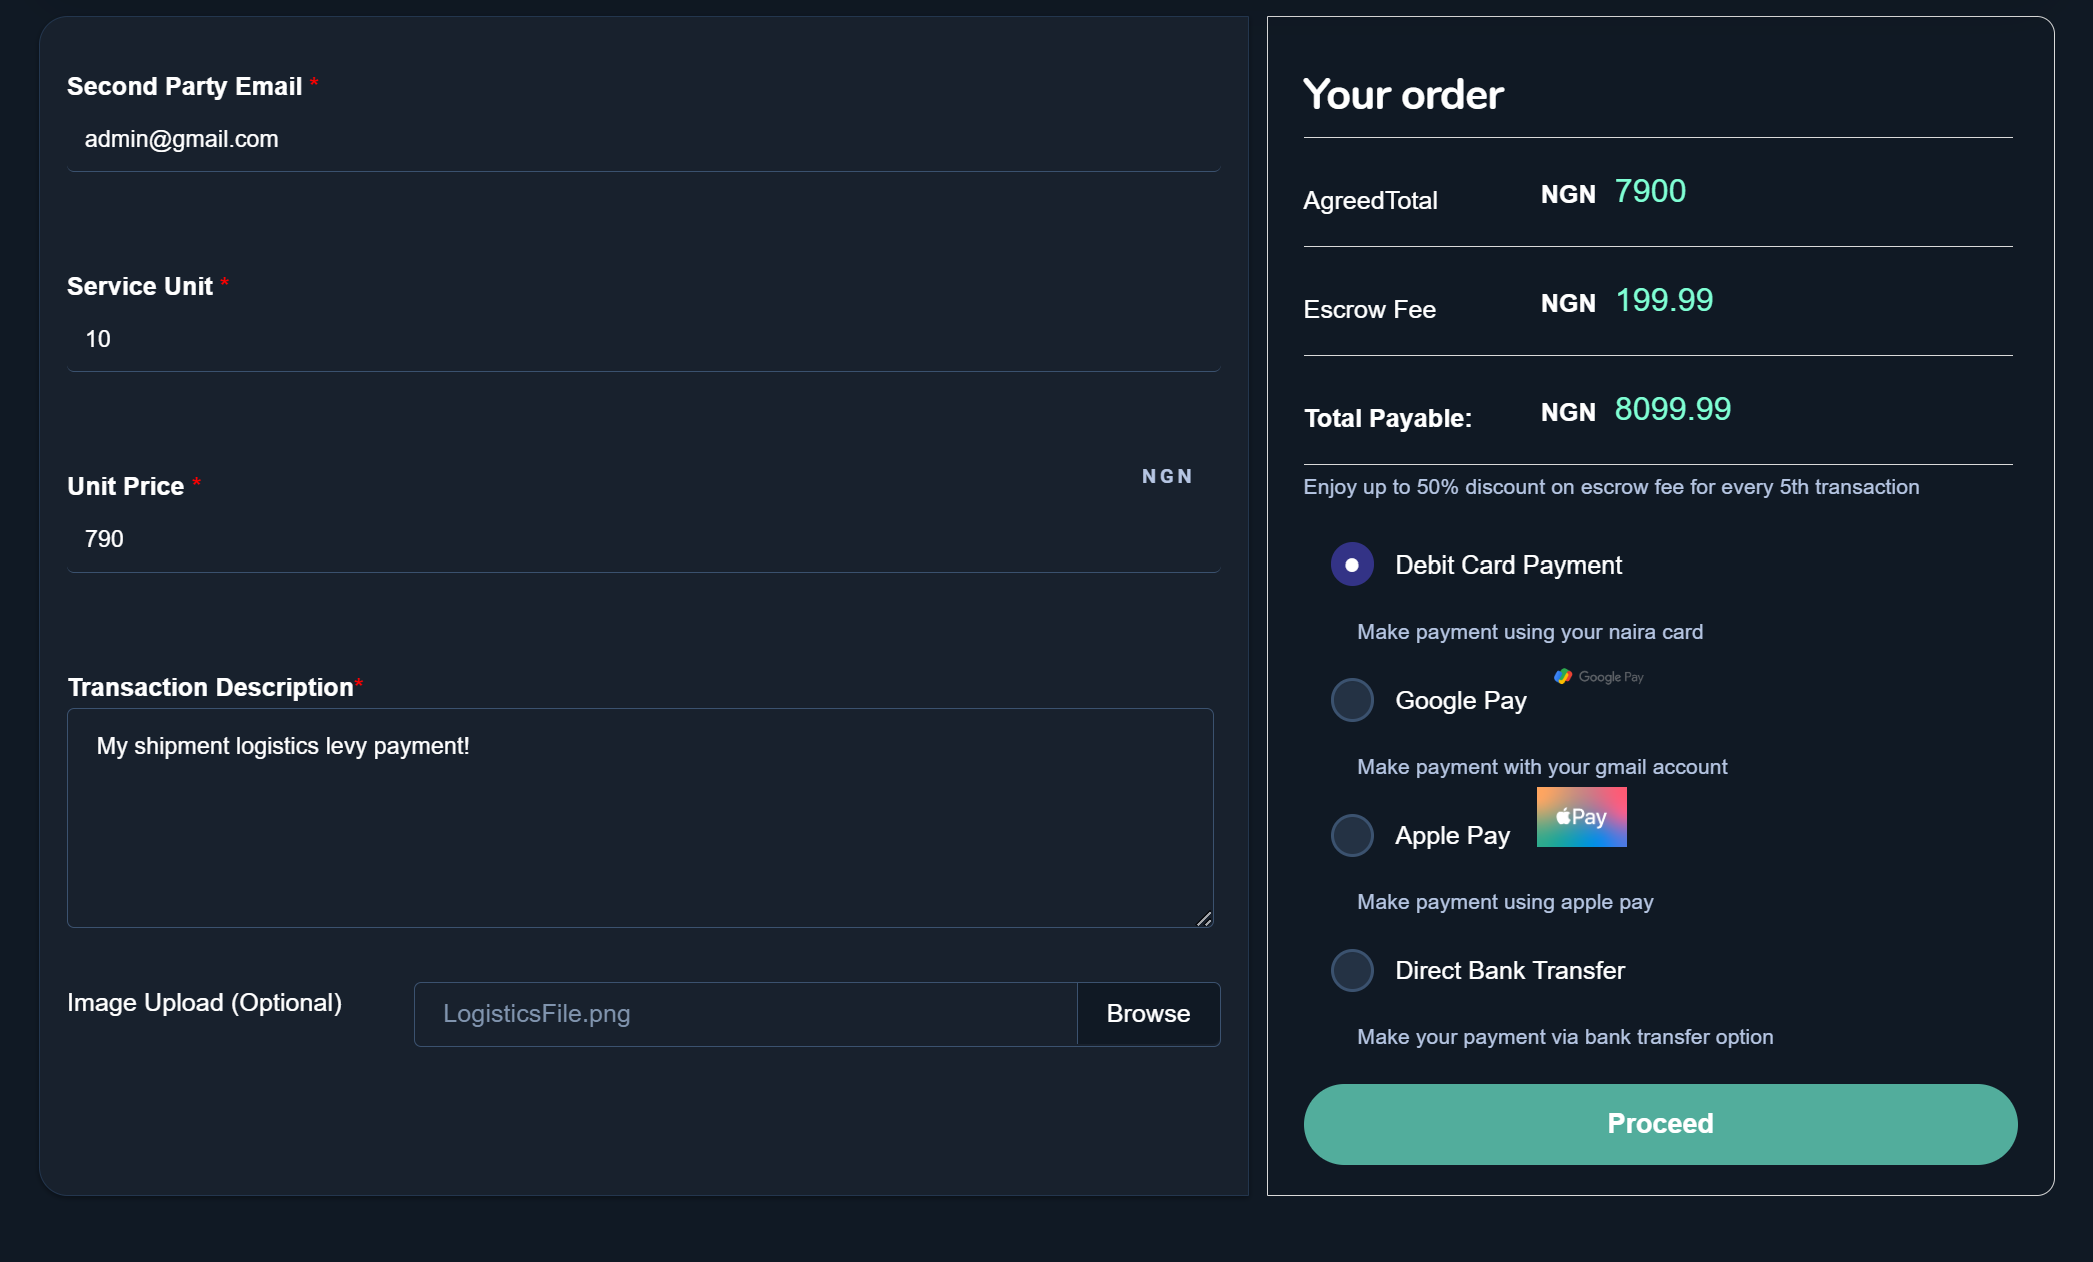 Second Party Email *
admin@gmail.com
Service Unit *
10
Unit Price *
NGN
790
Transaction Description*
My shipment logistics levy payment!
Image Upload (Optional)
LogisticsFile.png
Browse
Your order
AgreedTotal NGN 7900
Escrow Fee NGN 199.99
Total Payable: NGN 8099.99
Enjoy up to 50% discount on escrow fee for every 5th transaction
Debit Card Payment
Make payment using your naira card
Google Pay
Google Pay
Make payment with your gmail account
Pay
Apple Pay
Make payment using apple pay
Direct Bank Transfer
Make your payment via bank transfer option
Proceed